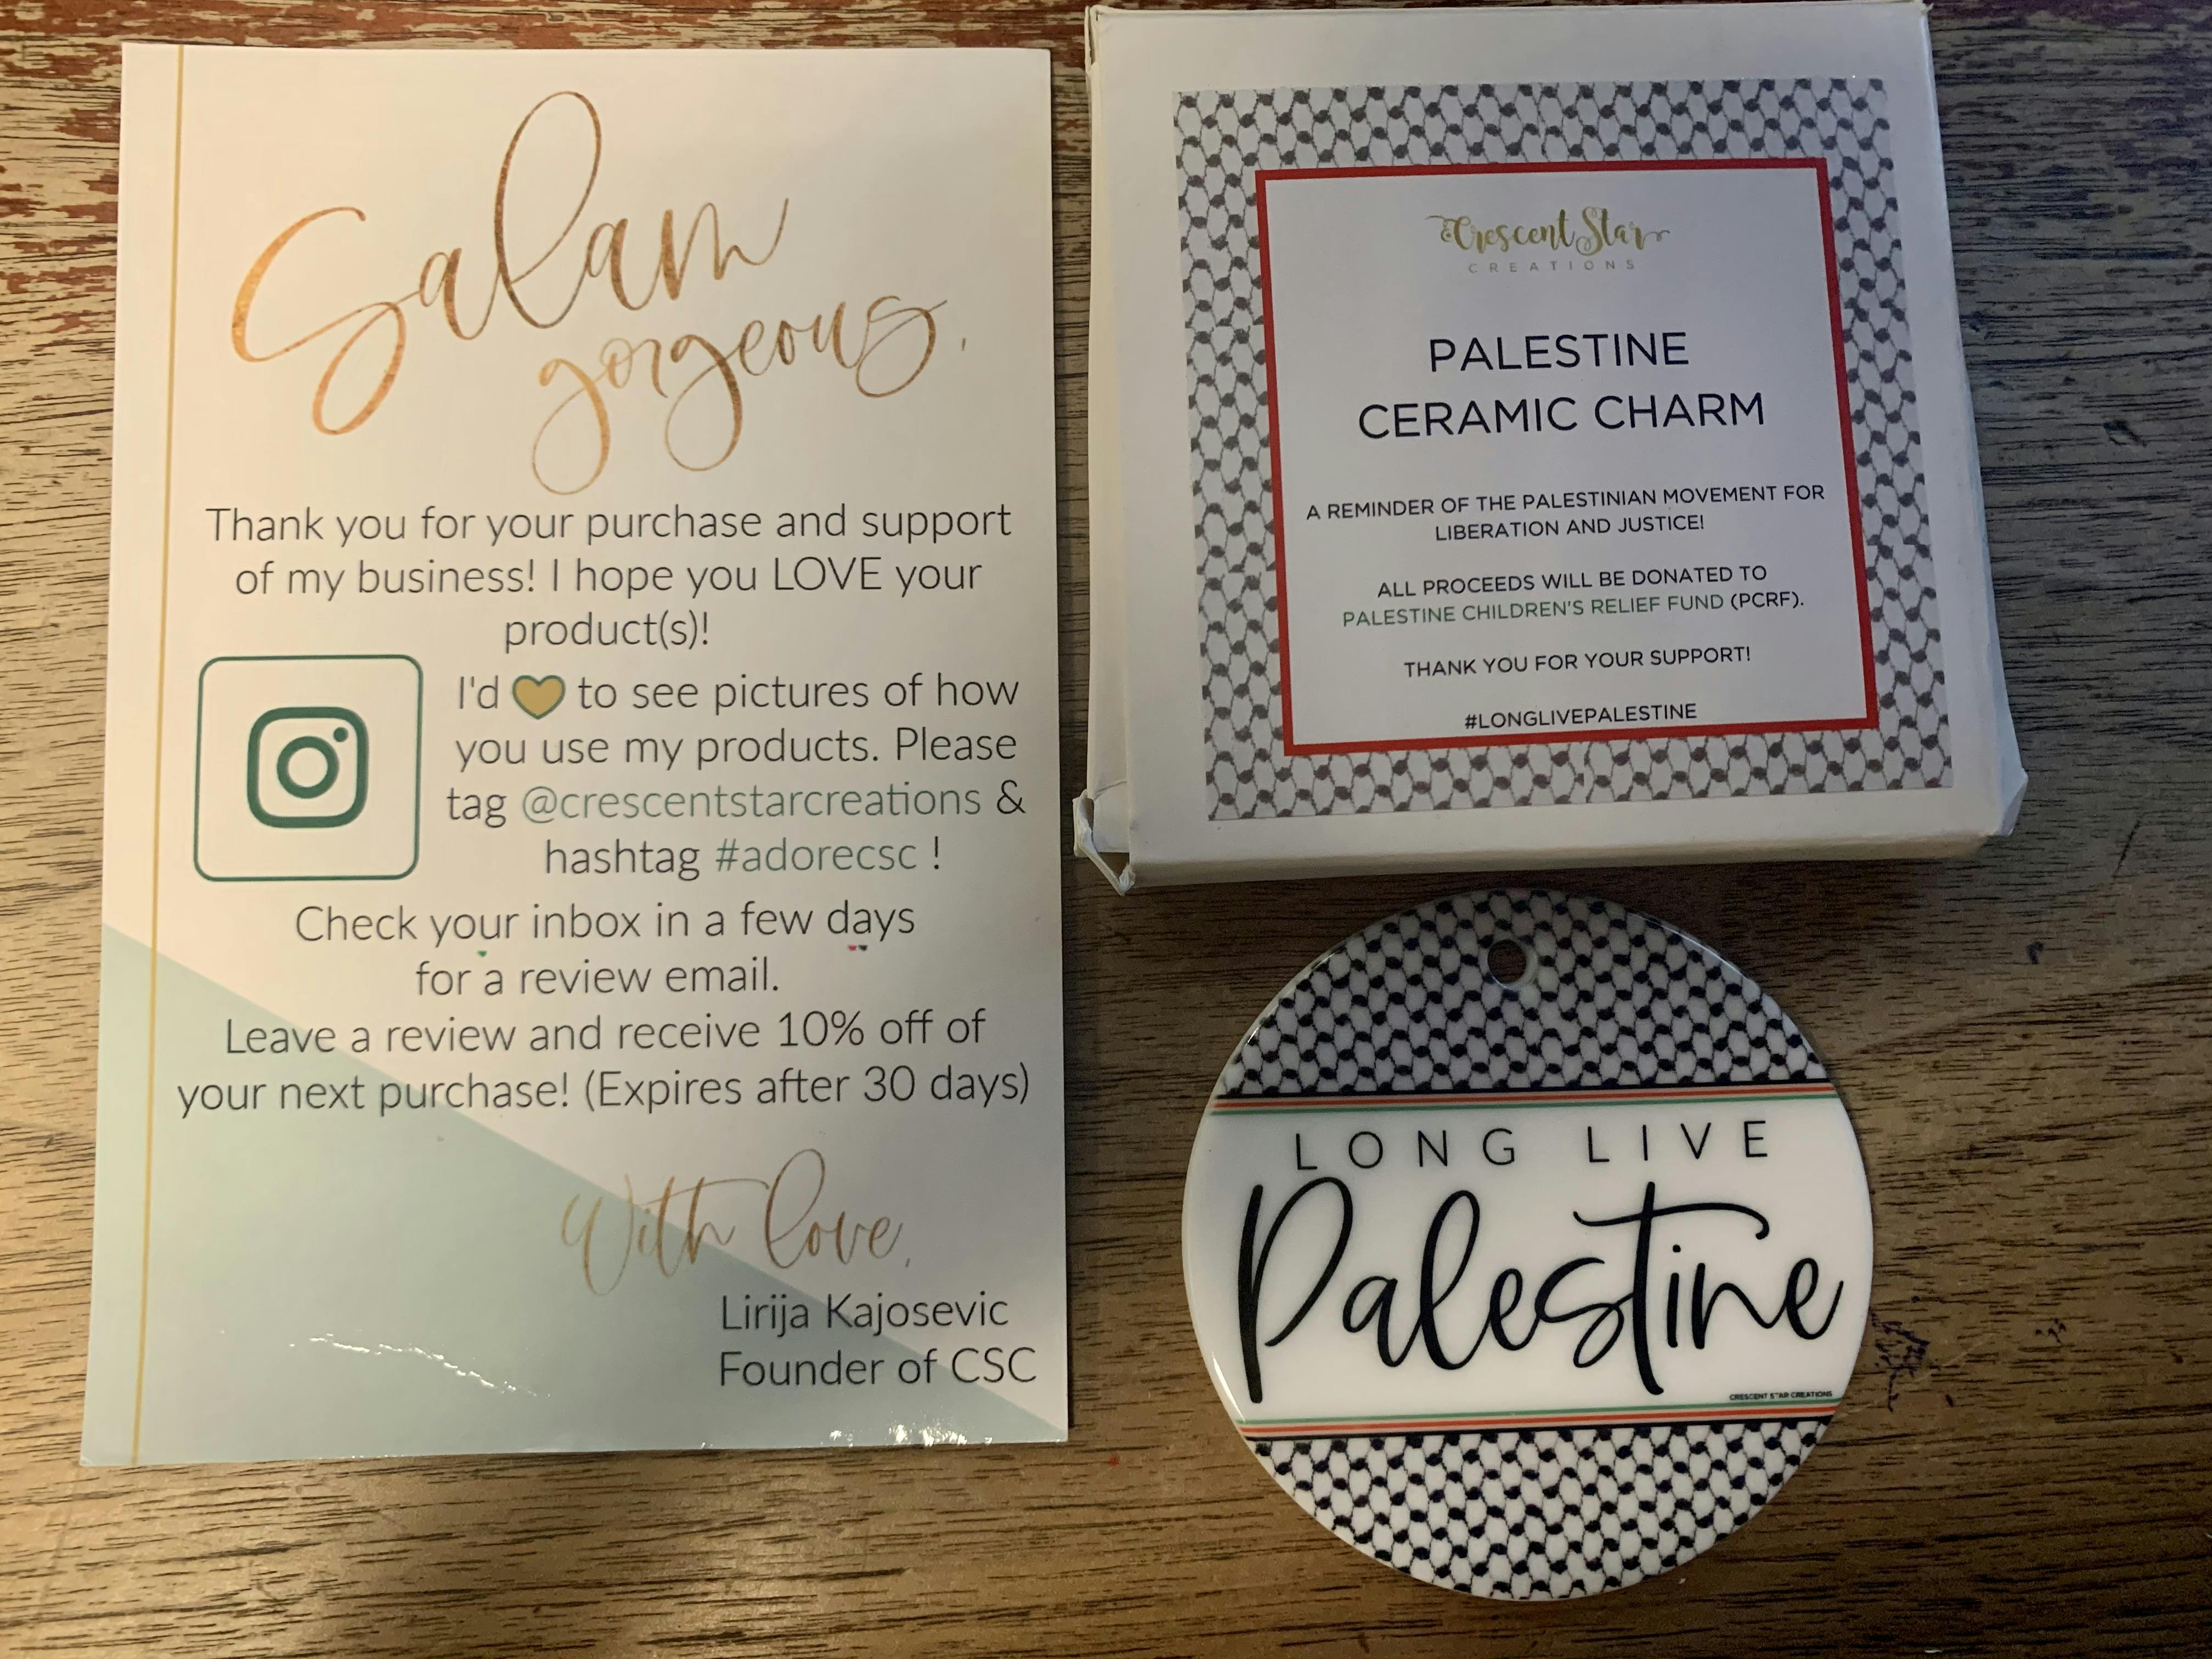 Salam
gorgeous,
Thank you for your purchase and support
of my business! I hope you LOVE your
product(s)!
I'd to see pictures of how
you use my products. Please
tag @crescentstarcreations &
hashtag #adorecsc !
Check your inbox in a few days
for a review email.
Leave a review and receive 10% off of
your next purchase! (Expires after 30 days)
With love,
Lirija Kajosevic
Founder of CSC
Crescent Star
CREATIONS
PALESTINE
CERAMIC CHARM
A REMINDER OF THE PALESTINIAN MOVEMENT FOR
LIBERATION AND JUSTICE!
ALL PROCEEDS WILL BE DONATED TO
PALESTINE CHILDREN'S RELIEF FUND (PCRF).
THANK YOU FOR YOUR SUPPORT!
#LONGLIVEPALESTINE
LONG LIVE
Palestine
CRESCENT STAR CREATIONS